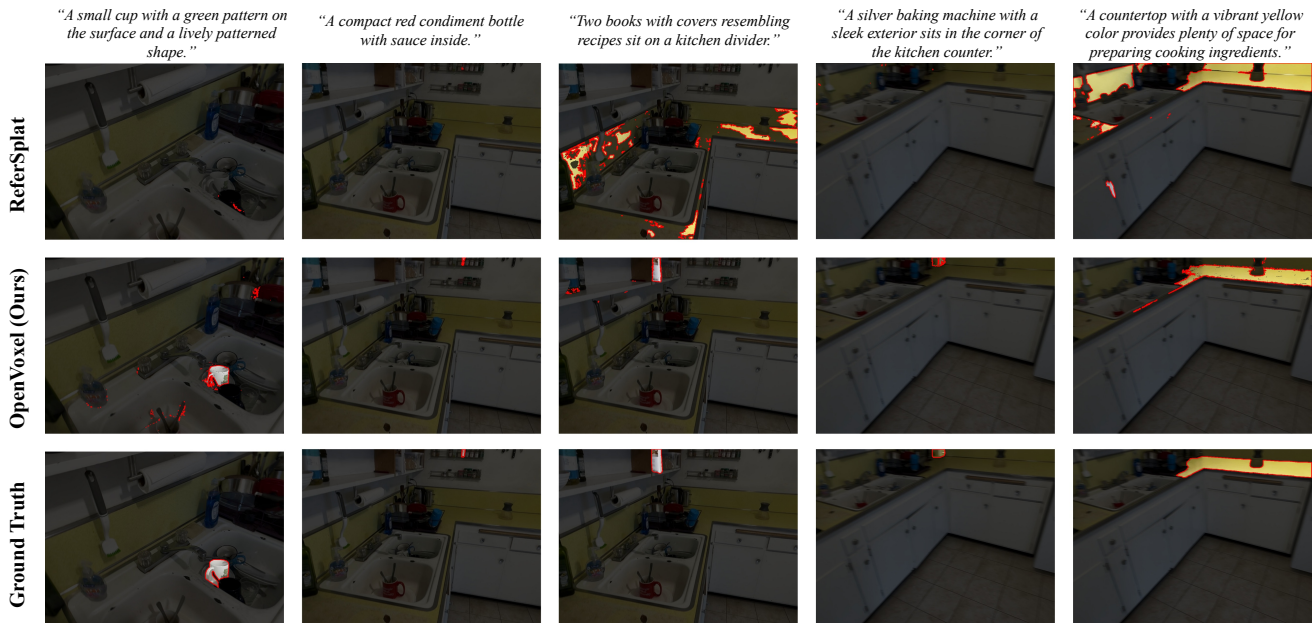 “A small cup with a green pattern on
the surface and a lively patterned
shape.”
“A compact red condiment bottle
with sauce inside.”
“Two books with covers resembling
recipes sit on a kitchen divider.”
“A silver baking machine with a
sleek exterior sits in the corner of
the kitchen counter.”
“A countertop with a vibrant yellow
color provides plenty of space for
preparing cooking ingredients.”
ReferSplat
OpenVoxel (Ours)
Ground Truth